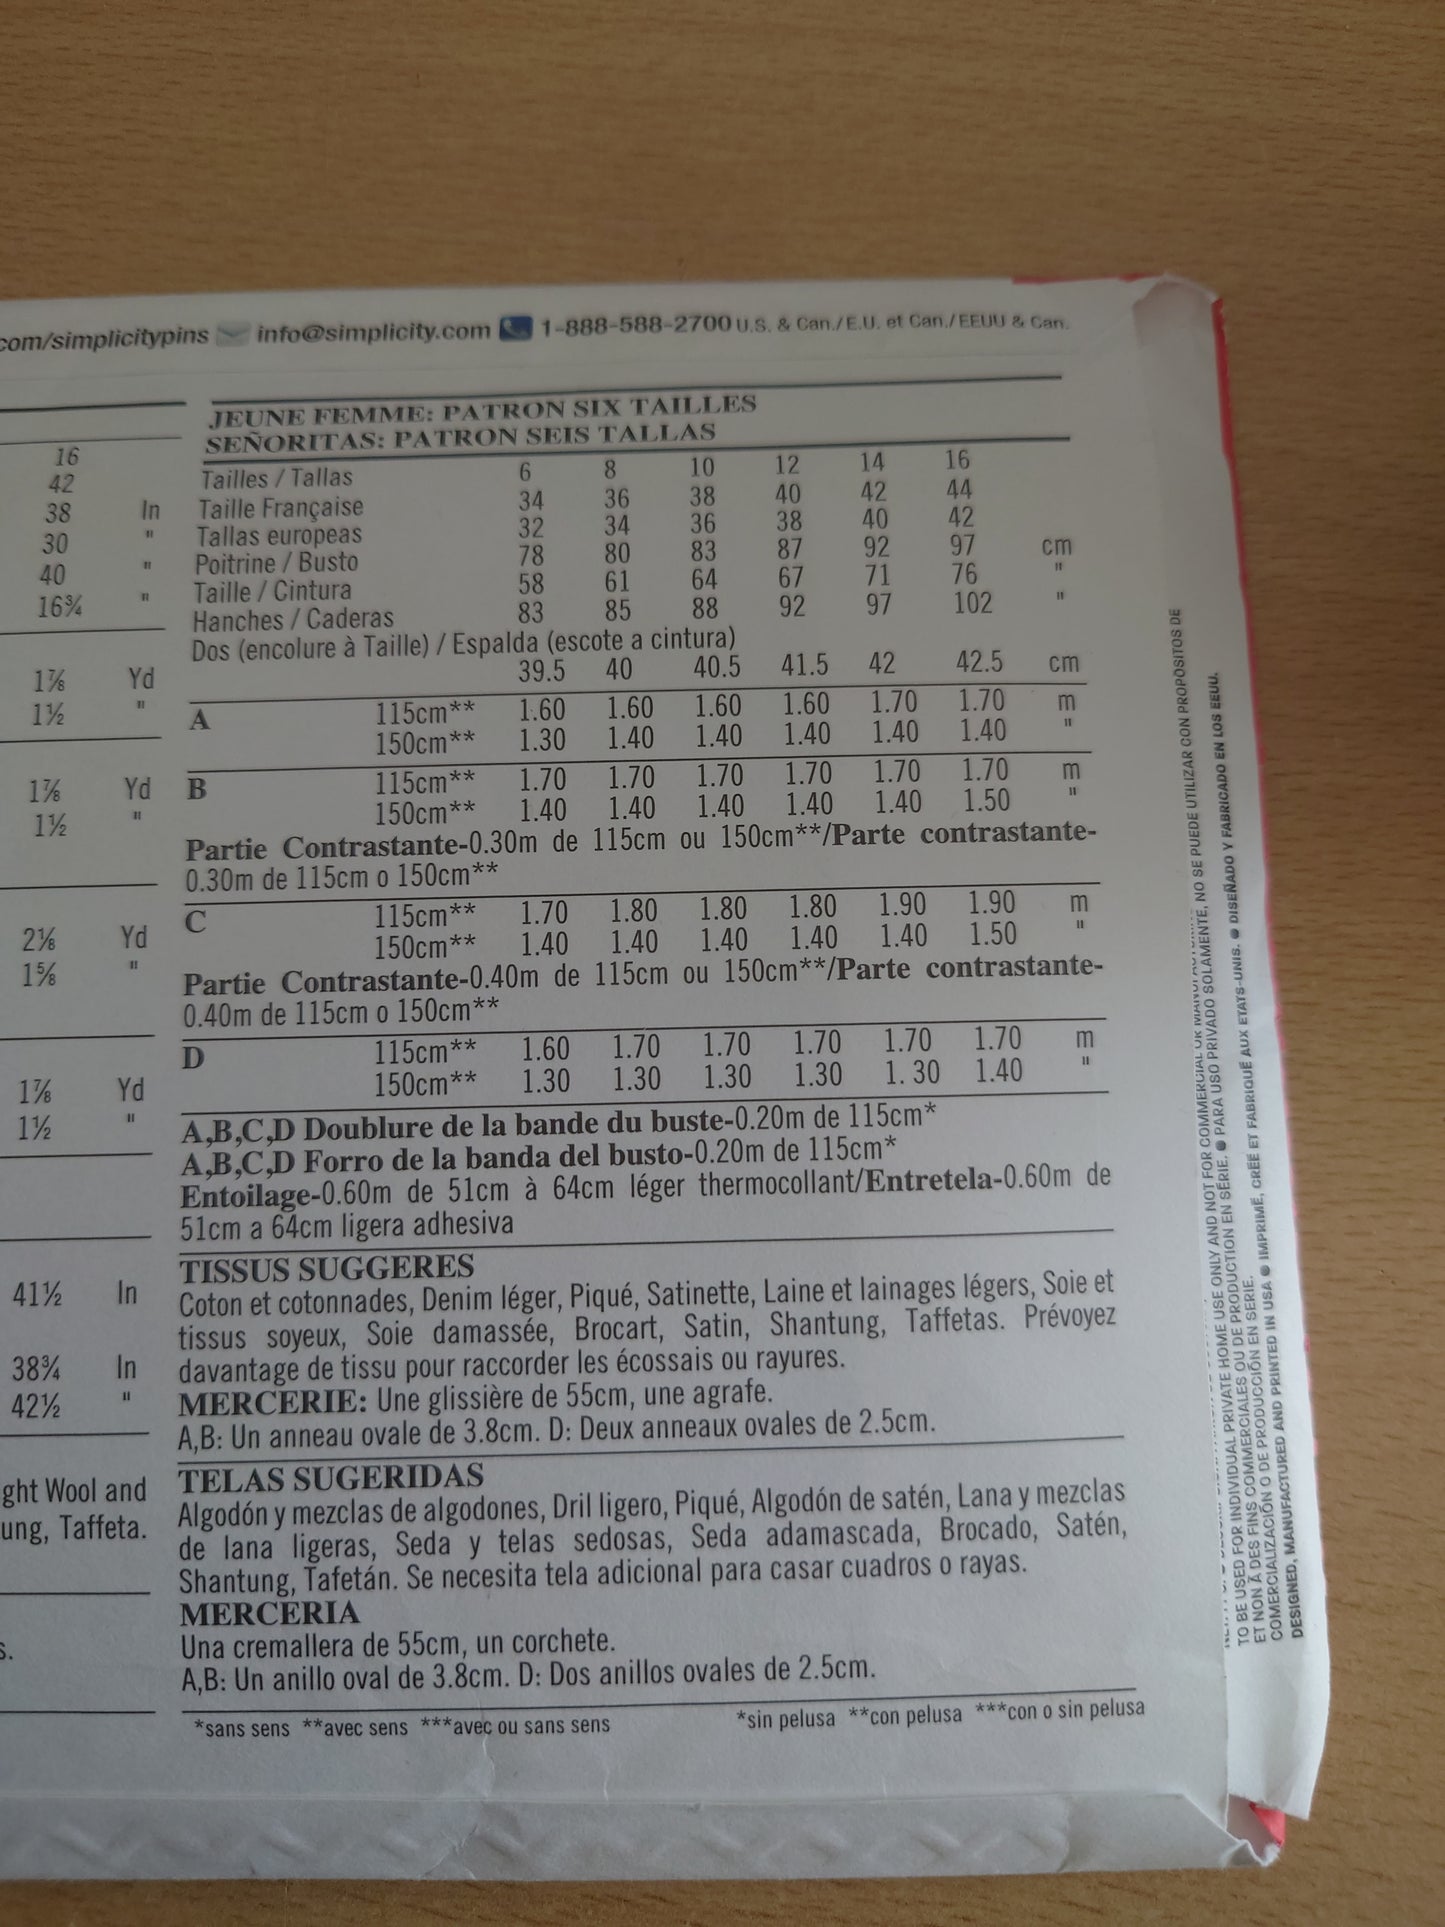 com/simplicitypins info@simplicity.com 1-888-588-2700 U.S. & Can./E.U. et Can./EEUU & Can.
16
42
38 In
30 "
40 "
16¾ "
1⅞ Yd
1½ "
1⅞ Yd
1½ "
2⅛ Yd
1⅝ "
1⅞ Yd
1½ "
41½ In
38¾ In
42½ "
ght Wool and
ung, Taffeta.
s.
JEUNE FEMME: PATRON SIX TAILLES
SEÑORITAS: PATRON SEIS TALLAS
Tailles / Tallas 6 8 10 12 14 16
Taille Française 34 36 38 40 42 44
Tallas europeas 32 34 36 38 40 42
Poitrine / Busto 78 80 83 87 92 97 cm
Taille / Cintura 58 61 64 67 71 76 "
Hanches / Caderas 83 85 88 92 97 102 "
Dos (encolure à Taille) / Espalda (escote a cintura)
39.5 40 40.5 41.5 42 42.5 cm
A 115cm** 1.60 1.60 1.60 1.60 1.70 1.70 m
150cm** 1.30 1.40 1.40 1.40 1.40 1.40 "
B 115cm** 1.70 1.70 1.70 1.70 1.70 1.70 m
150cm** 1.40 1.40 1.40 1.40 1.40 1.50 "
Partie Contrastante-0.30m de 115cm ou 150cm**/Parte contrastante-
0.30m de 115cm o 150cm**
C 115cm** 1.70 1.80 1.80 1.80 1.90 1.90 m
150cm** 1.40 1.40 1.40 1.40 1.40 1.50 "
Partie Contrastante-0.40m de 115cm ou 150cm**/Parte contrastante-
0.40m de 115cm o 150cm**
D 115cm** 1.60 1.70 1.70 1.70 1.70 1.70 m
150cm** 1.30 1.30 1.30 1.30 1. 30 1.40 "
A,B,C,D Doublure de la bande du buste-0.20m de 115cm*
A,B,C,D Forro de la banda del busto-0.20m de 115cm*
Entoilage-0.60m de 51cm à 64cm léger thermocollant/Entretela-0.60m de
51cm a 64cm ligera adhesiva
TISSUS SUGGERES
Coton et cotonnades, Denim léger, Piqué, Satinette, Laine et lainages légers, Soie et
tissus soyeux, Soie damassée, Brocart, Satin, Shantung, Taffetas. Prévoyez
davantage de tissu pour raccorder les écossais ou rayures.
MERCERIE: Une glissière de 55cm, une agrafe.
A,B: Un anneau ovale de 3.8cm. D: Deux anneaux ovales de 2.5cm.
TELAS SUGERIDAS
Algodón y mezclas de algodones, Dril ligero, Piqué, Algodón de satén, Lana y mezclas
de lana ligeras, Seda y telas sedosas, Seda adamascada, Brocado, Satén,
Shantung, Tafetán. Se necesita tela adicional para casar cuadros o rayas.
MERCERIA
Una cremallera de 55cm, un corchete.
A,B: Un anillo oval de 3.8cm. D: Dos anillos ovales de 2.5cm.
*sans sens **avec sens ***avec ou sans sens *sin pelusa **con pelusa ***con o sin pelusa
TO BE USED FOR INDIVIDUAL PRIVATE HOME USE ONLY AND NOT FOR COMMERCIAL OR MANUFACTURING
ET NON À DES FINS COMMERCIALES OU DE PRODUCTION EN SÉRIE. ● PARA USO PRIVADO SOLAMENTE, NO SE PUEDE UTILIZAR CON PROPÓSITOS DE
COMERCIALIZACIÓN O DE PRODUCCIÓN EN SERIE.
DESIGNED, MANUFACTURED AND PRINTED IN USA ● IMPRIMÉ, CRÉÉ ET FABRIQUÉ AUX ETATS-UNIS. ● DISEÑADO Y FABRICADO EN LOS EEUU.